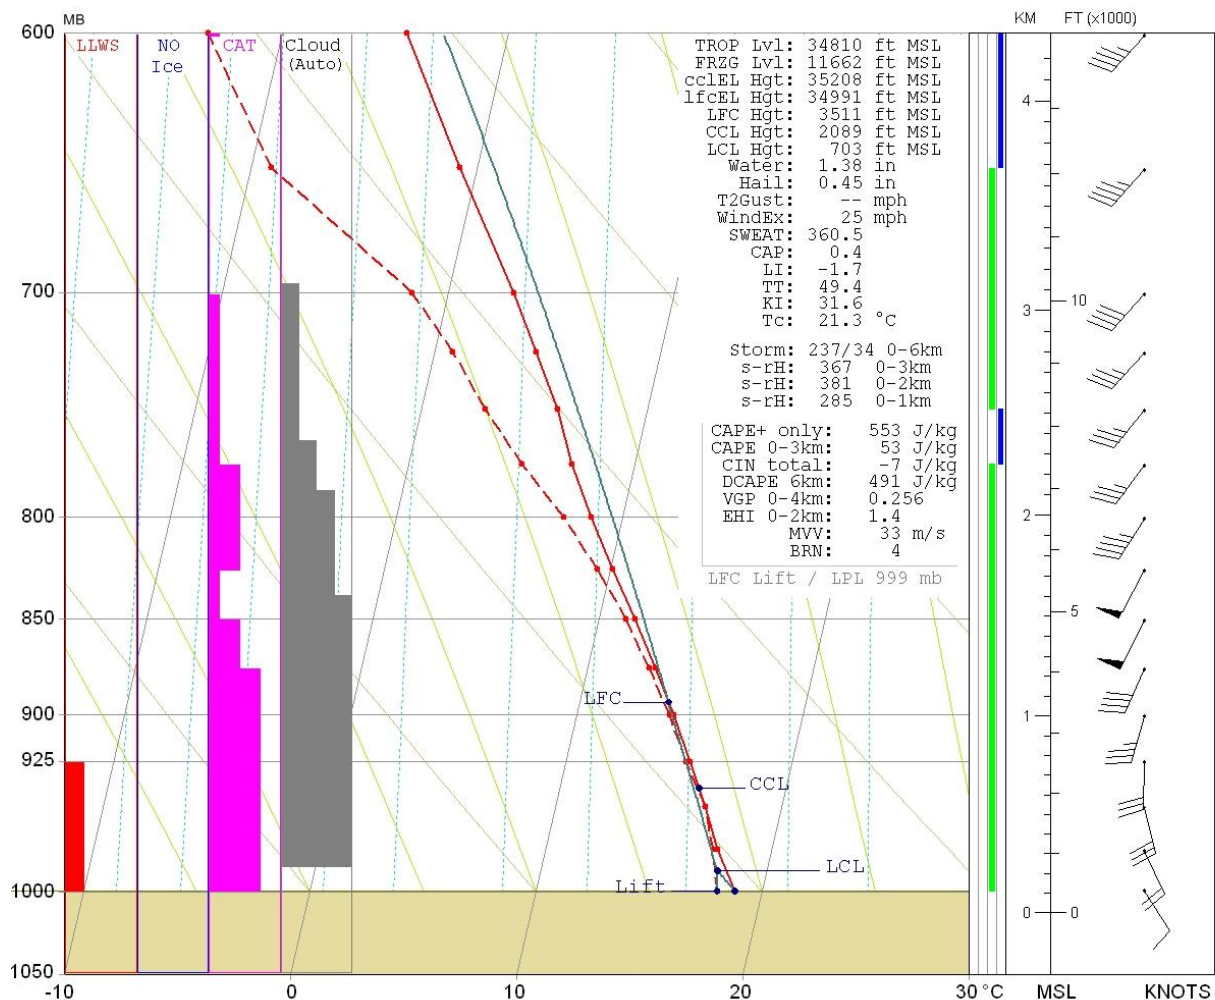 MB
KM FT (x1000)
600
LLWS NO CAT Cloud
Ice (Auto)
TROP Lvl: 34810 ft MSL
FRZG Lvl: 11662 ft MSL
cclEL Hgt: 35208 ft MSL
lfcEL Hgt: 34991 ft MSL
LFC Hgt: 3511 ft MSL
CCL Hgt: 2089 ft MSL
LCL Hgt: 703 ft MSL
Water: 1.38 in
Hail: 0.45 in
T2Gust: -- mph
WindEx: 25 mph
SWEAT: 360.5
CAP: 0.4
LI: -1.7
TT: 49.4
KI: 31.6
Tc: 21.3 °C
Storm: 237/34 0-6km
s-rH: 367 0-3km
s-rH: 381 0-2km
s-rH: 285 0-1km
CAPE+ only: 553 J/kg
CAPE 0-3km: 53 J/kg
CIN total: -7 J/kg
DCAPE 6km: 491 J/kg
VGP 0-4km: 0.256
EHI 0-2km: 1.4
MVV: 33 m/s
BRN: 4
LFC Lift / LPL 999 mb
4
700
3 10
800
2
850
5
LFC
900
1
925
CCL
LCL
Lift
1000
0 0
1050
-10 0 10 20 30 °C MSL KNOTS